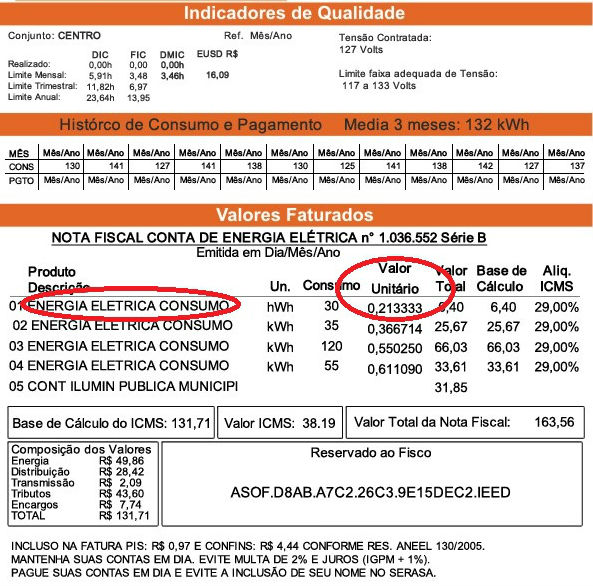 Indicadores de Qualidade
Conjunto: CENTRO Ref. Mês/Ano Tensão Contratada:
127 Volts
DIC FIC DMIC EUSD R$
Realizado: 0,00h 0,00 0,00h
Limite Mensal: 5,91h 3,48 3,46h 16,09 Limite faixa adequada de Tensão:
Limite Trimestral: 11,82h 6,97 117 a 133 Volts
Limite Anual: 23,64h 13,95
Histórco de Consumo e Pagamento Media 3 meses: 132 kWh
MÊS Mês/Ano Mês/Ano Mês/Ano Mês/Ano Mês/Ano Mês/Ano Mês/Ano Mês/Ano Mês/Ano Mês/Ano Mês/Ano Mês/Ano
CONS 130 141 127 141 138 130 125 141 138 142 127 137
PGTO Mês/Ano Mês/Ano Mês/Ano Mês/Ano Mês/Ano Mês/Ano Mês/Ano Mês/Ano Mês/Ano Mês/Ano Mês/Ano Mês/Ano
Valores Faturados
NOTA FISCAL CONTA DE ENERGIA ELÉTRICA n° 1.036.552 Série B
Emitida em Dia/Mês/Ano
Produto Valor Valor Base de Aliq.
Descrição Un. Consumo Unitário Total Cálculo ICMS
01 ENERGIA ELETRICA CONSUMO hWh 30 0,213333 6,40 6,40 29,00%
02 ENERGIA ELETRICA CONSUMO kWh 35 0,366714 25,67 25,67 29,00%
03 ENERGIA ELETRICA CONSUMO kWh 120 0,550250 66,03 66,03 29,00%
04 ENERGIA ELETRICA CONSUMO kWh 55 0,611090 33,61 33,61 29,00%
05 CONT ILUMIN PUBLICA MUNICIPI 31,85
Base de Cálculo do ICMS: 131,71 Valor ICMS: 38.19 Valor Total da Nota Fiscal: 163,56
Composição dos Valores Reservado ao Fisco
Energia R$ 49,86
Distribuição R$ 28,42
Transmissão R$ 2,09
Tributos R$ 43,60 ASOF.D8AB.A7C2.26C3.9E15DEC2.IEED
Encargos R$ 7,74
TOTAL R$ 131,71
INCLUSO NA FATURA PIS: R$ 0,97 E CONFINS: R$ 4,44 CONFORME RES. ANEEL 130/2005.
MANTENHA SUAS CONTAS EM DIA. EVITE MULTA DE 2% E JUROS (IGPM + 1%).
PAGUE SUAS CONTAS EM DIA E EVITE A INCLUSÃO DE SEU NOME NO SERASA.